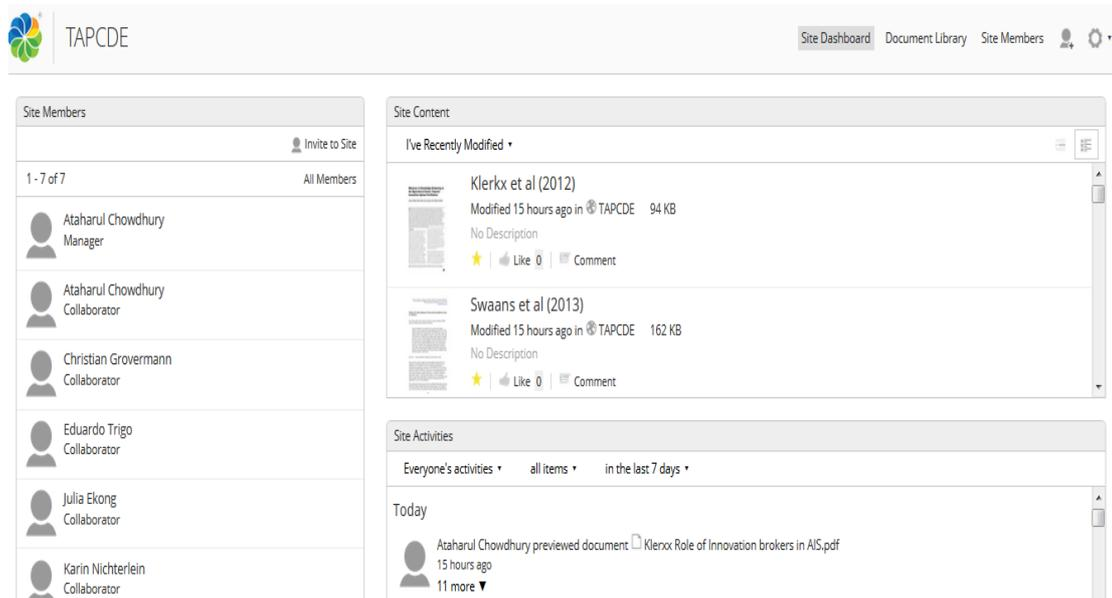 TAPCDE
Site Dashboard Document Library Site Members
Site Members
Invite to Site
1 - 7 of 7 All Members
Ataharul Chowdhury
Manager
Ataharul Chowdhury
Collaborator
Christian Grovermann
Collaborator
Eduardo Trigo
Collaborator
Julia Ekong
Collaborator
Karin Nichterlein
Collaborator
Site Content
I've Recently Modified
Klerkx et al (2012)
Modified 15 hours ago in TAPCDE 94 KB
No Description
Like 0 Comment
Swaans et al (2013)
Modified 15 hours ago in TAPCDE 162 KB
No Description
Like 0 Comment
Site Activities
Everyone's activities all items in the last 7 days
Today
Ataharul Chowdhury previewed document Klerxx Role of Innovation brokers in AIS.pdf
15 hours ago
11 more